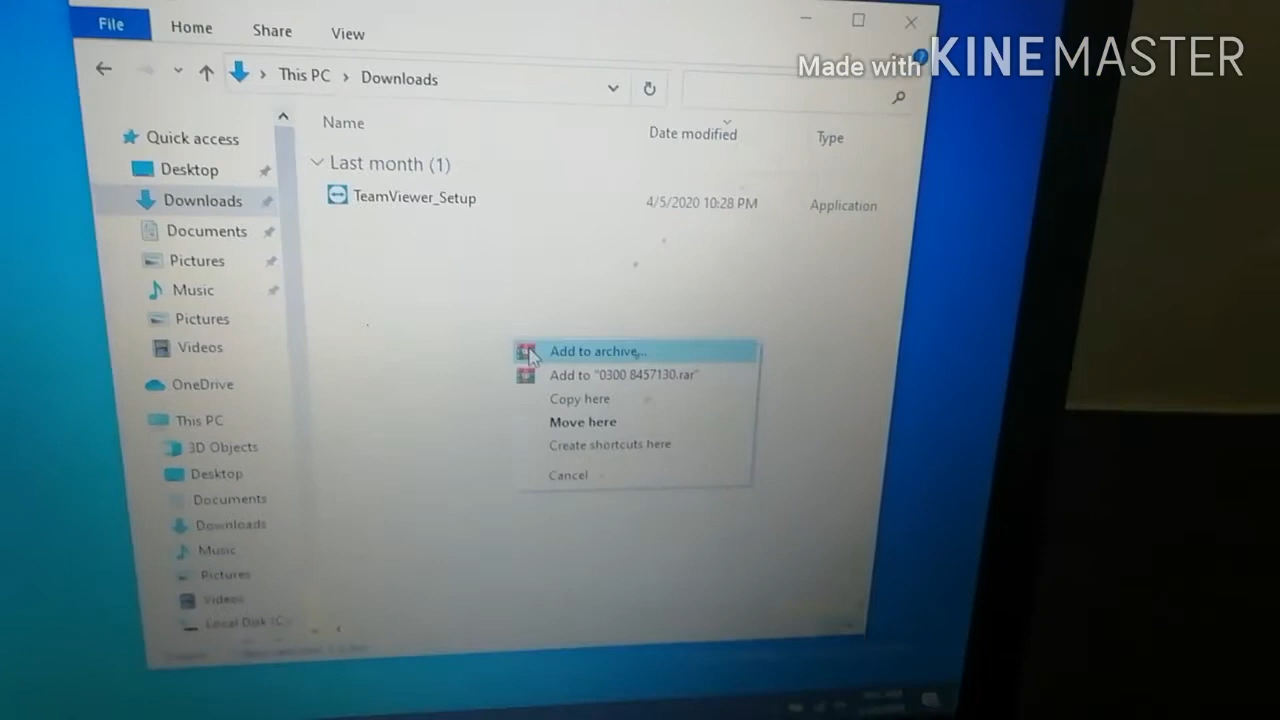 File Home Share View
Made with KINEMASTER
This PC > Downloads
Name Date modified Type
Quick access
Last month (1)
Desktop
TeamViewer_Setup 4/5/2020 10:28 PM Application
Downloads
Documents
Pictures
Music
Pictures
Videos
OneDrive
This PC
3D Objects
Desktop
Documents
Downloads
Music
Pictures
Videos
Local Disk (C
Add to archive...
Add to "0300 8457130.rar"
Copy here
Move here
Create shortcuts here
Cancel